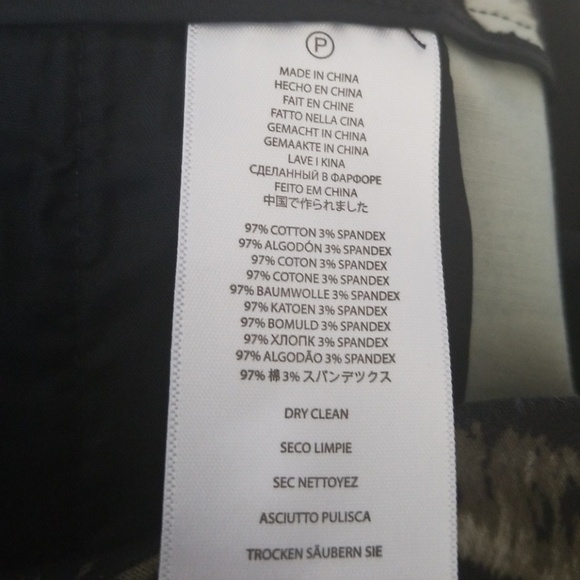 P
MADE IN CHINA
HECHO EN CHINA
FAIT EN CHINE
FATTO NELLA CINA
GEMACHT IN CHINA
GEMAAKTE IN CHINA
LAVE I KINA
СДЕЛАННЫЙ В ФАРФОРЕ
FEITO EM CHINA
中国で作られました
97% COTTON 3% SPANDEX
97% ALGODÓN 3% SPANDEX
97% COTON 3% SPANDEX
97% COTONE 3% SPANDEX
97% BAUMWOLLE 3% SPANDEX
97% KATOEN 3% SPANDEX
97% BOMULD 3% SPANDEX
97% ХЛОПК 3% SPANDEX
97% ALGODÃO 3% SPANDEX
97% 棉 3% スパンデックス
DRY CLEAN
SECO LIMPIE
SEC NETTOYEZ
ASCIUTTO PULISCA
TROCKEN SÄUBERN SIE